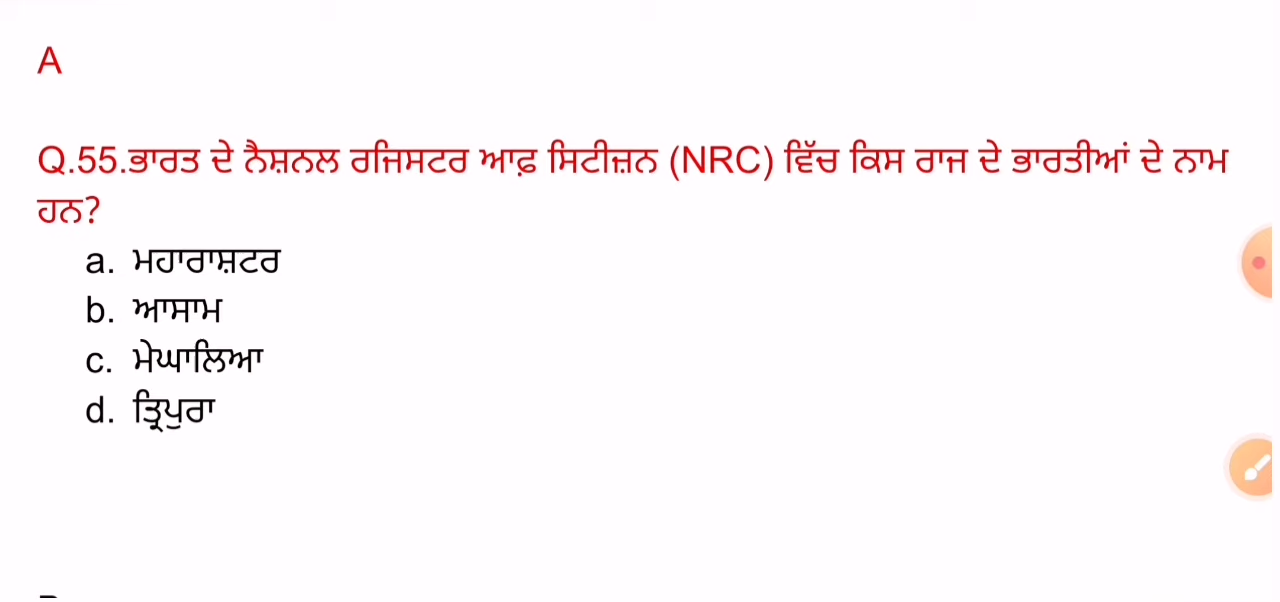 A
Q.55.ਭਾਰਤ ਦੇ ਨੈਸ਼ਨਲ ਰਜਿਸਟਰ ਆਫ਼ ਸਿਟੀਜ਼ਨ (NRC) ਵਿੱਚ ਕਿਸ ਰਾਜ ਦੇ ਭਾਰਤੀਆਂ ਦੇ ਨਾਮ
ਹਨ?
a. ਮਹਾਰਾਸ਼ਟਰ
b. ਆਸਾਮ
c. ਮੇਘਾਲਿਆ
d. ਤ੍ਰਿਪੁਰਾ